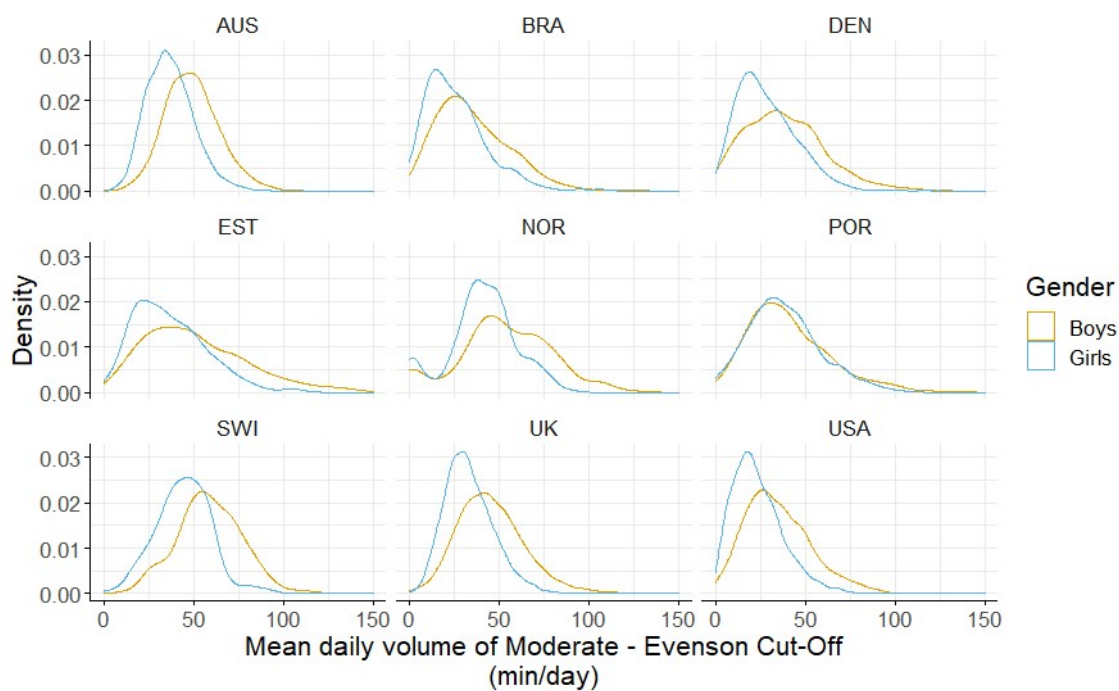 AUS BRA DEN
0.03
0.02
0.01
0.00
EST NOR POR
0.03
0.02
0.01
0.00
SWI UK USA
0.03
0.02
0.01
0.00
0 50 100 150 0 50 100 150 0 50 100 150
Density
Mean daily volume of Moderate - Evenson Cut-Off
(min/day)
Gender
Boys
Girls